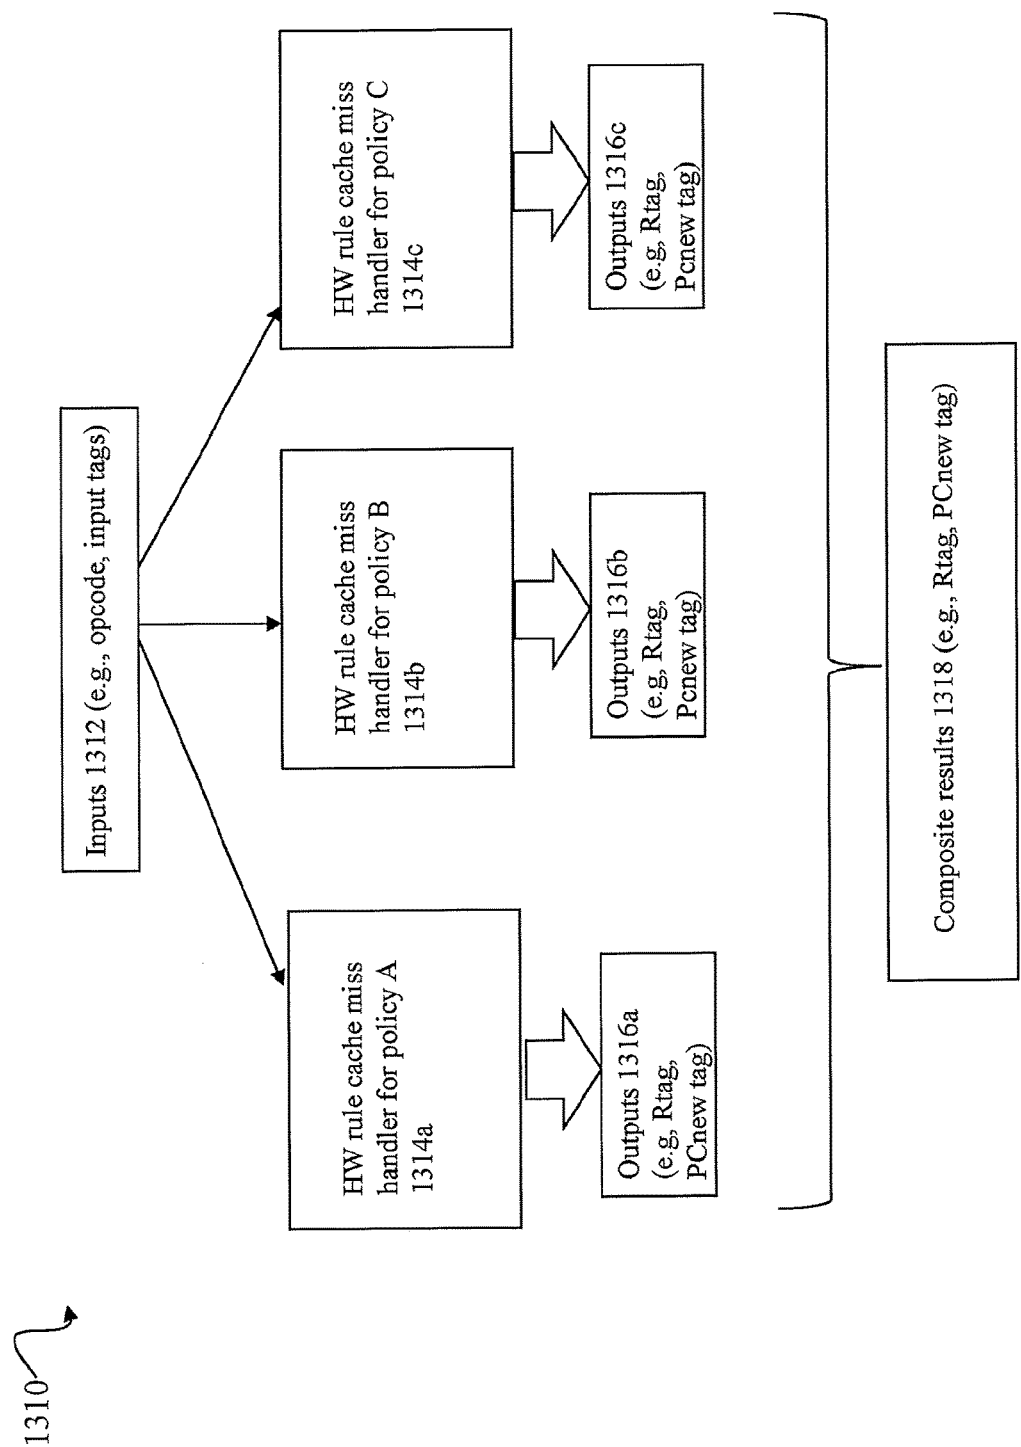 1310
Inputs 1312 (e.g., opcode, input tags)
HW rule cache miss
handler for policy A
1314a
HW rule cache miss
handler for policy B
1314b
HW rule cache miss
handler for policy C
1314c
Outputs 1316a
(e.g, Rtag,
PCnew tag)
Outputs 1316b
(e.g, Rtag,
Pcnew tag)
Outputs 1316c
(e.g, Rtag,
Pcnew tag)
Composite results 1318 (e.g., Rtag, PCnew tag)